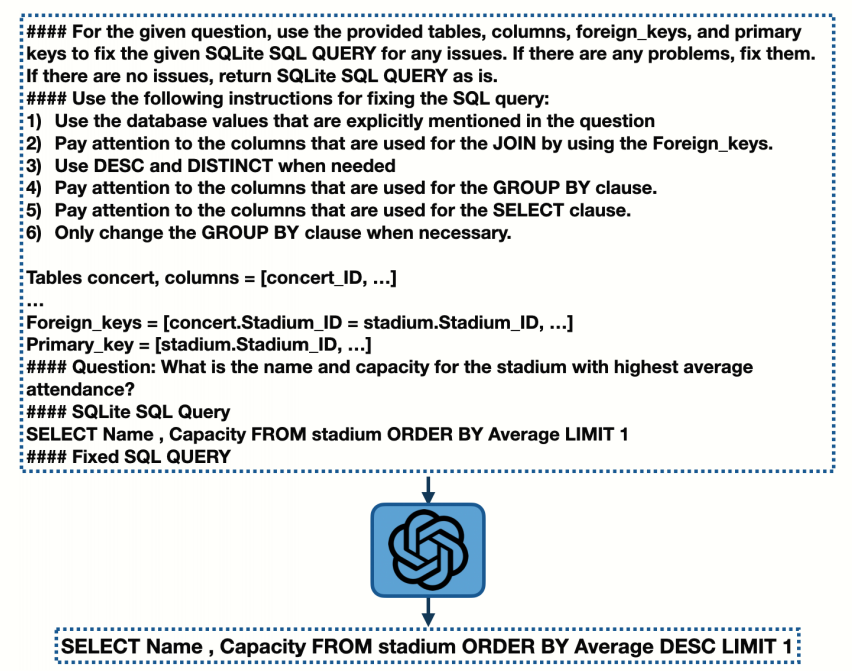 #### For the given question, use the provided tables, columns, foreign_keys, and primary
keys to fix the given SQLite SQL QUERY for any issues. If there are any problems, fix them.
If there are no issues, return SQLite SQL QUERY as is.
#### Use the following instructions for fixing the SQL query:
1) Use the database values that are explicitly mentioned in the question
2) Pay attention to the columns that are used for the JOIN by using the Foreign_keys.
3) Use DESC and DISTINCT when needed
4) Pay attention to the columns that are used for the GROUP BY clause.
5) Pay attention to the columns that are used for the SELECT clause.
6) Only change the GROUP BY clause when necessary.
Tables concert, columns = [concert_ID, ...]
...
Foreign_keys = [concert.Stadium_ID = stadium.Stadium_ID, ...]
Primary_key = [stadium.Stadium_ID, ...]
#### Question: What is the name and capacity for the stadium with highest average
attendance?
#### SQLite SQL Query
SELECT Name , Capacity FROM stadium ORDER BY Average LIMIT 1
#### Fixed SQL QUERY
SELECT Name , Capacity FROM stadium ORDER BY Average DESC LIMIT 1